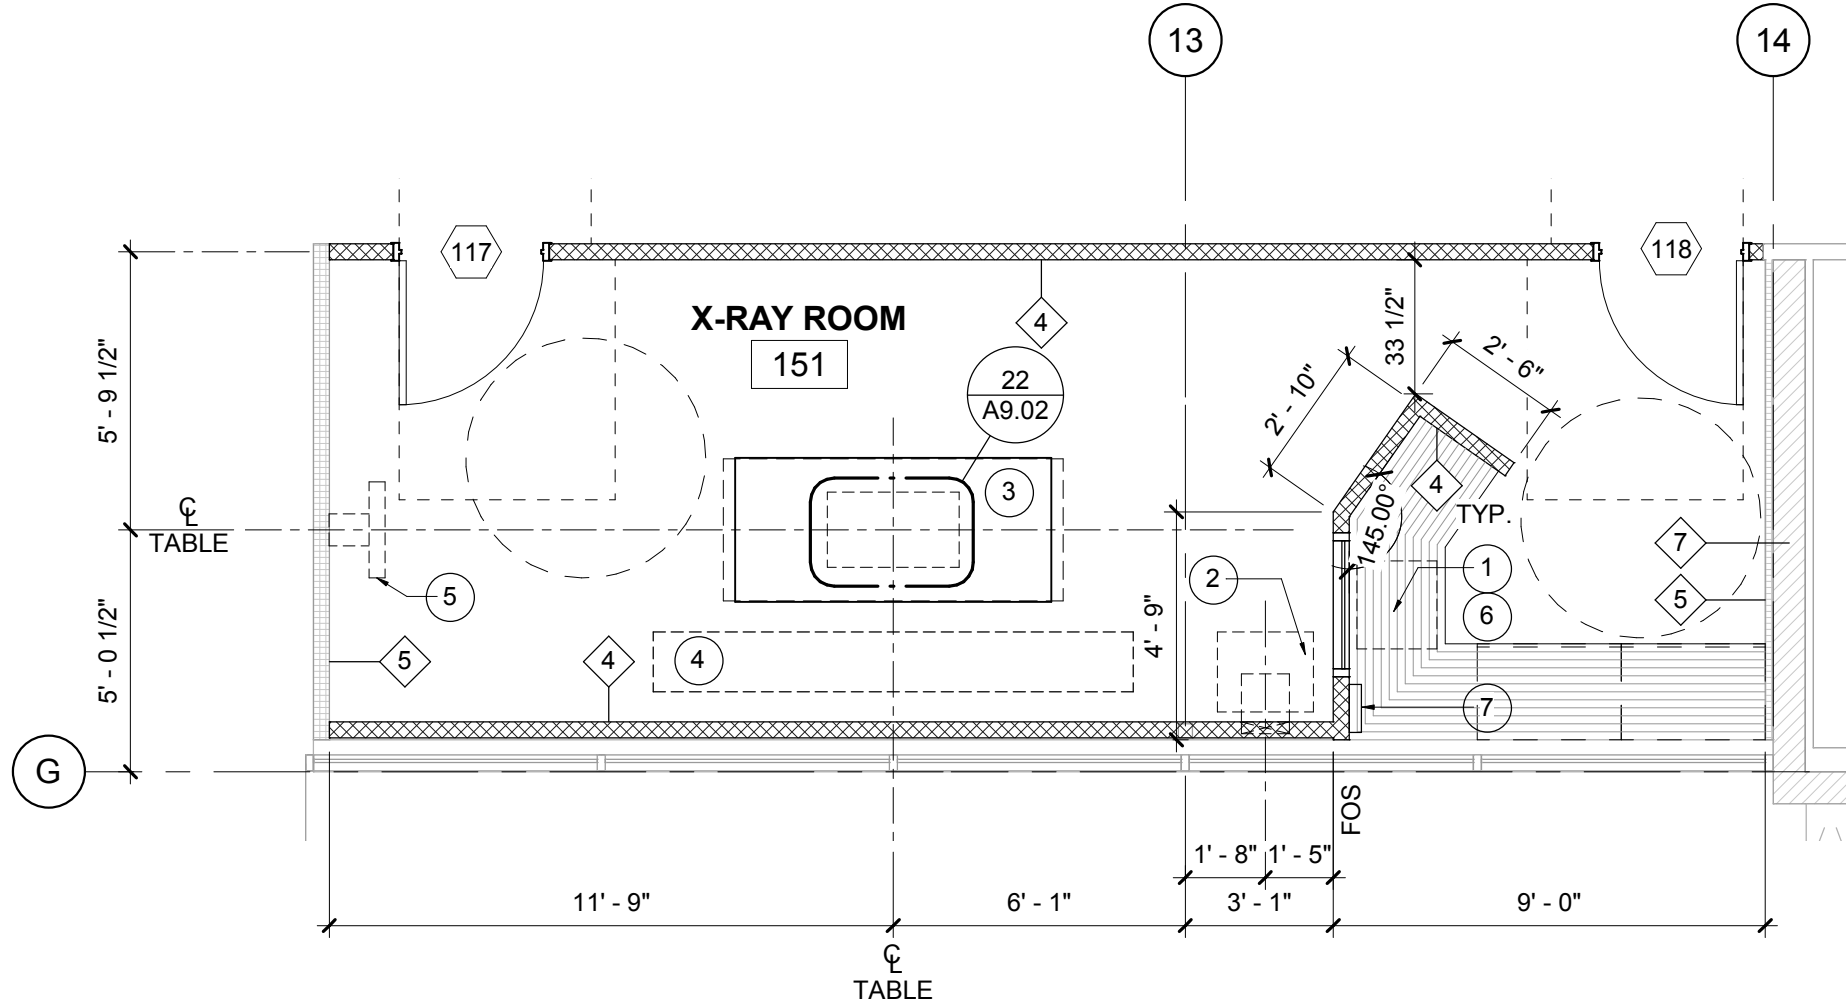 13
14
117
118
X-RAY ROOM
151
4
33 1/2"
2' - 6"
22
A9.02
2' - 10"
5' - 9 1/2"
3
4
TYP.
145.00°
℄
TABLE
7
5
2
1
5
6
4' - 9"
5' - 0 1/2"
5
4
4
7
G
FOS
1' - 8"
1' - 5"
11' - 9"
6' - 1"
3' - 1"
9' - 0"
℄
TABLE